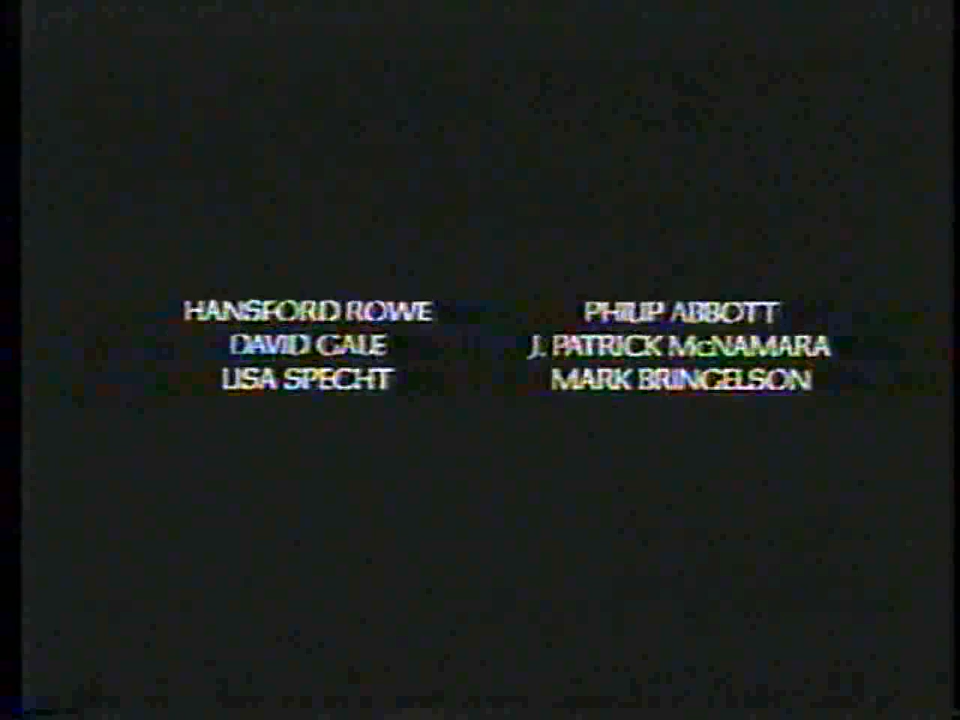 HANSFORD ROWE
DAVID GALE
LISA SPECHT
PHILIP ABBOTT
J. PATRICK McNAMARA
MARK BRINGELSON